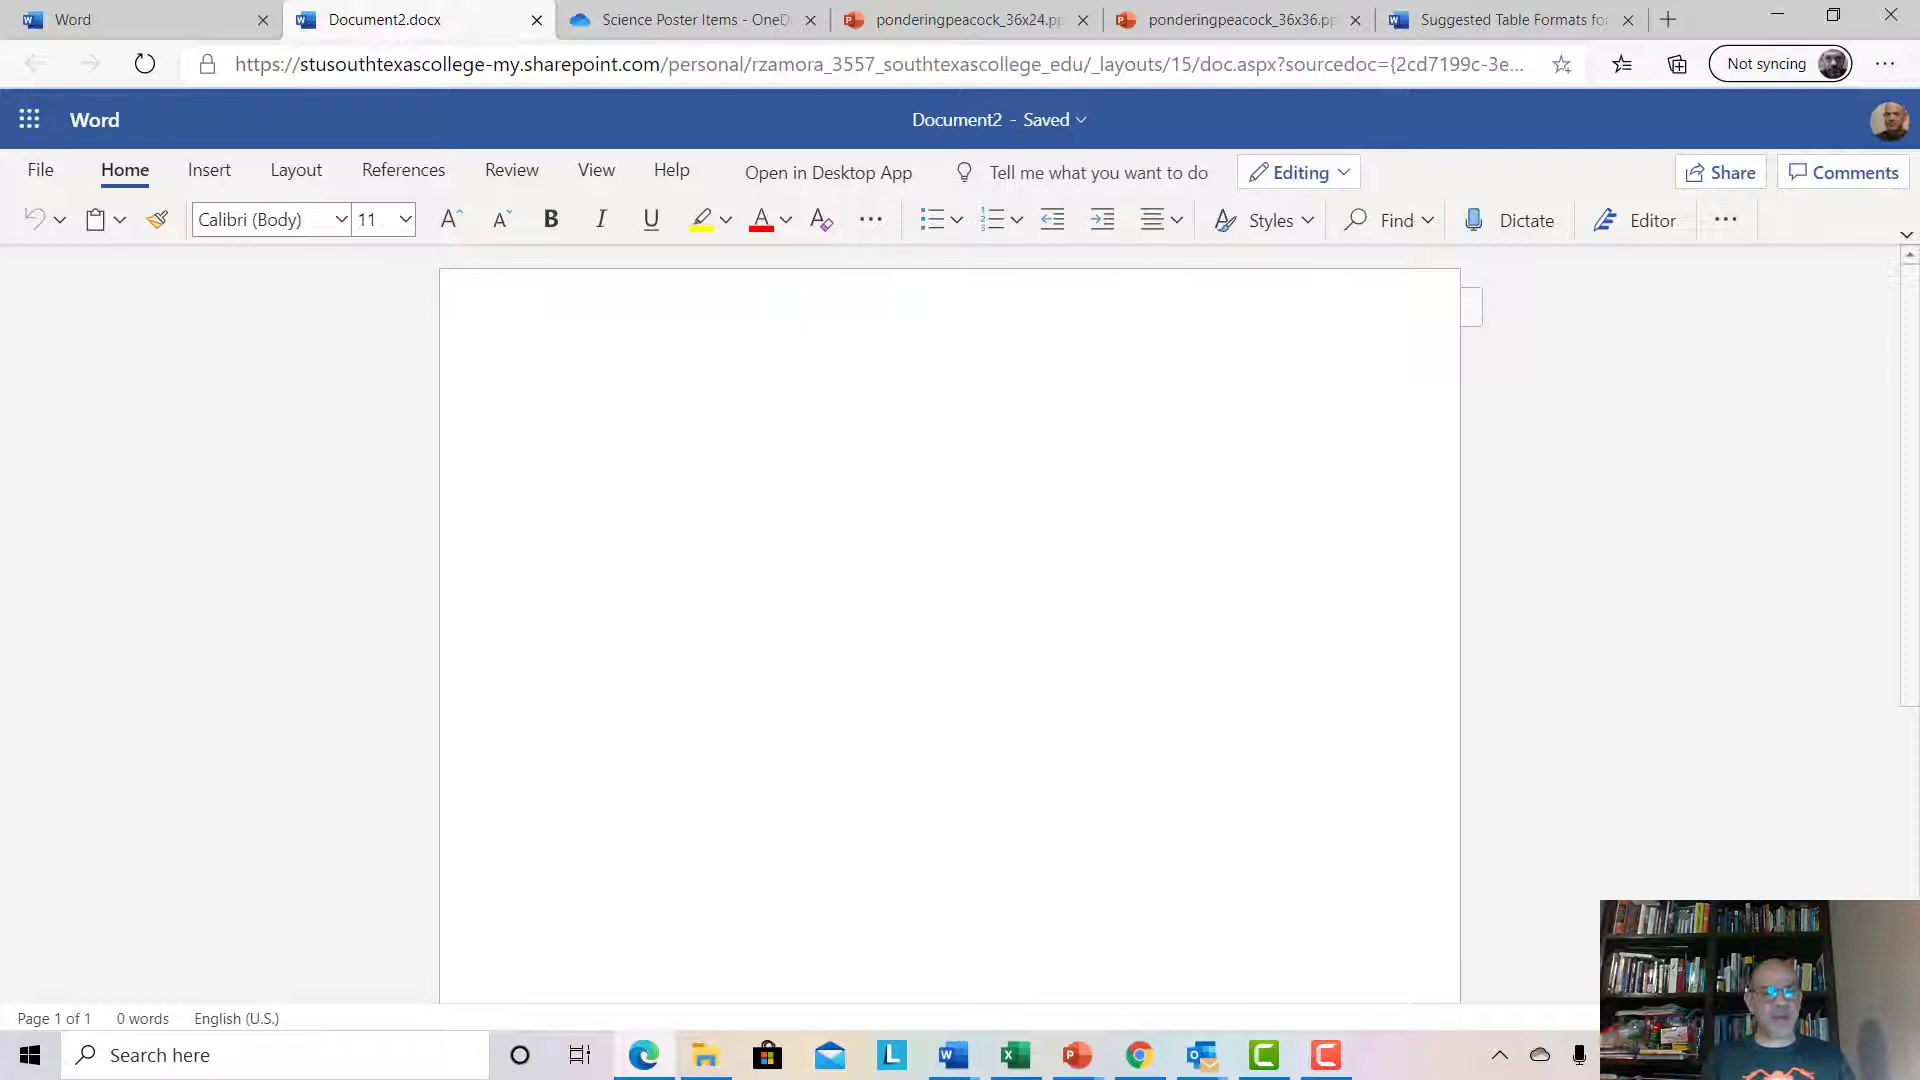 Word
Document2.docx
Science Poster Items - OneD
ponderingpeacock_36x24.pp
ponderingpeacock_36x36.pp
Suggested Table Formats fo
https://stusouthtexascollege-my.sharepoint.com/personal/rzamora_3557_southtexascollege_edu/_layouts/15/doc.aspx?sourcedoc={2cd7199c-3e...
Not syncing
Word
Document2 - Saved
File
Home
Insert
Layout
References
Review
View
Help
Open in Desktop App
Tell me what you want to do
Editing
Share
Comments
Calibri (Body)
11
Styles
Find
Dictate
Editor
Page 1 of 1
0 words
English (U.S.)
Search here